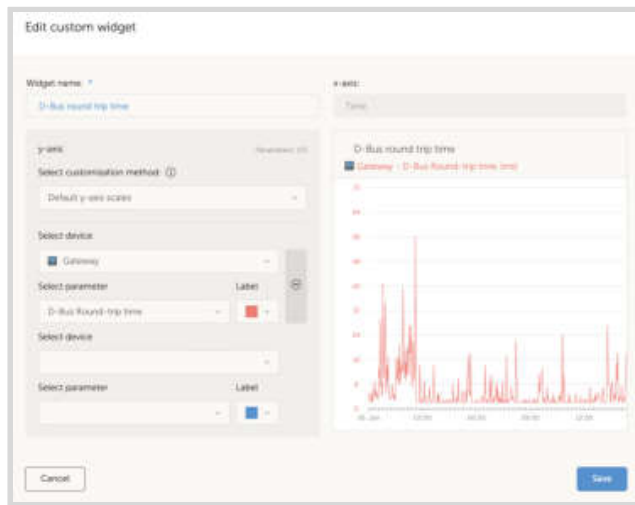 Edit custom widget
Widget name: *
D-Bus round trip time
x-axis:
Time
y-axis
Select customisation method:
Default y-axis scales
Select device
Gateway
Select parameter
Label
D-Bus Round-trip time
Select device
Select parameter
Label
D-Bus round trip time
Gateway - D-Bus Round-trip time
0
Cancel
Save